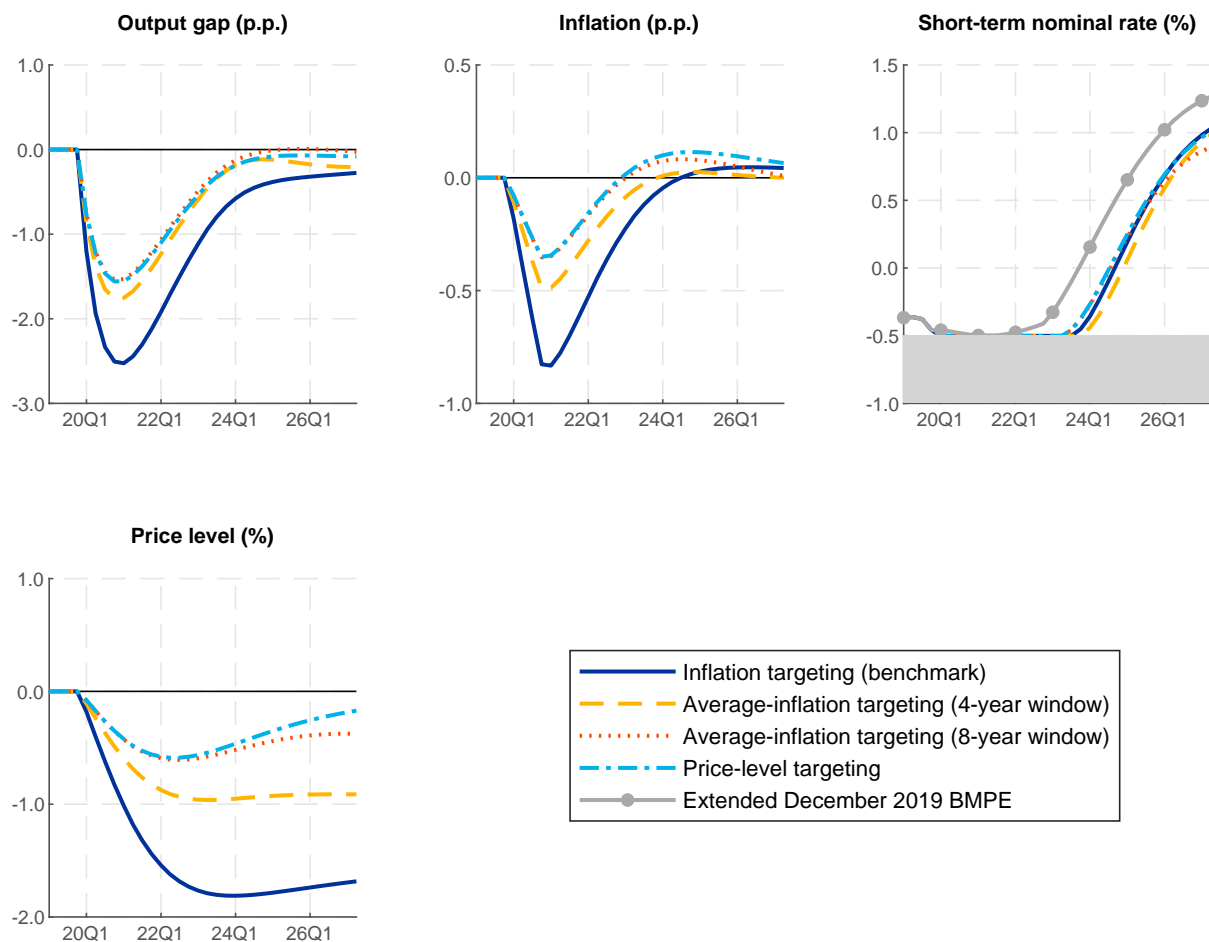 Output gap (p.p.)
1.0
0.0
-1.0
-2.0
-3.0
20Q1 22Q1 24Q1 26Q1
Inflation (p.p.)
0.5
0.0
-0.5
-1.0
20Q1 22Q1 24Q1 26Q1
Short-term nominal rate (%)
1.5
1.0
0.5
0.0
-0.5
-1.0
20Q1 22Q1 24Q1 26Q1
Price level (%)
1.0
0.0
-1.0
-2.0
20Q1 22Q1 24Q1 26Q1
Inflation targeting (benchmark)
Average-inflation targeting (4-year window)
Average-inflation targeting (8-year window)
Price-level targeting
Extended December 2019 BMPE